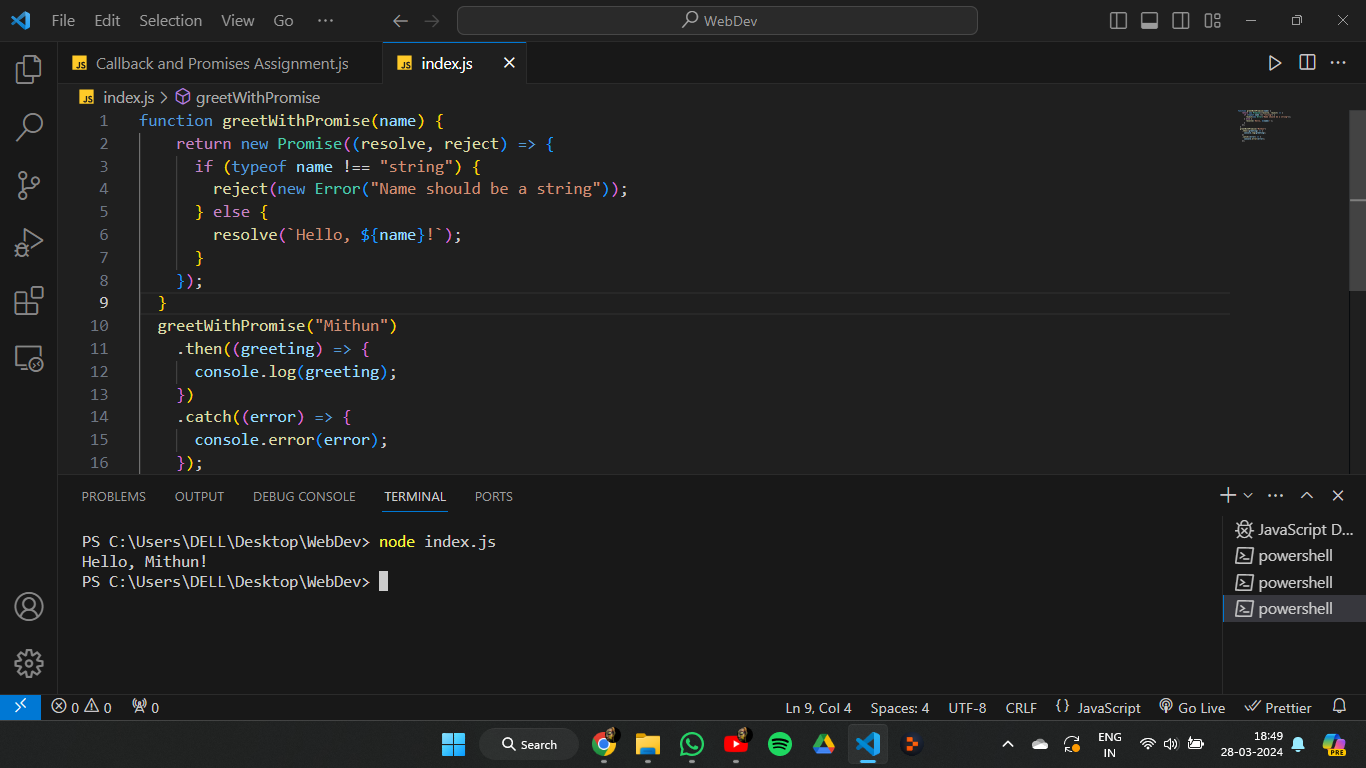 File Edit Selection View Go ··· WebDev
JS Callback and Promises Assignment.js JS index.js
JS index.js > greetWithPromise
1 function greetWithPromise(name) {
2 return new Promise((resolve, reject) => {
3 if (typeof name !== "string") {
4 reject(new Error("Name should be a string"));
5 } else {
6 resolve(`Hello, ${name}!`);
7 }
8 });
9 }
10 greetWithPromise("Mithun")
11 .then((greeting) => {
12 console.log(greeting);
13 })
14 .catch((error) => {
15 console.error(error);
16 });
PROBLEMS OUTPUT DEBUG CONSOLE TERMINAL PORTS
PS C:\Users\DELL\Desktop\WebDev> node index.js
Hello, Mithun!
PS C:\Users\DELL\Desktop\WebDev>
JavaScript D...
powershell
powershell
powershell
0 0 0 Ln 9, Col 4 Spaces: 4 UTF-8 CRLF {} JavaScript Go Live Prettier
Search ENG 18:49
IN 28-03-2024
PRE